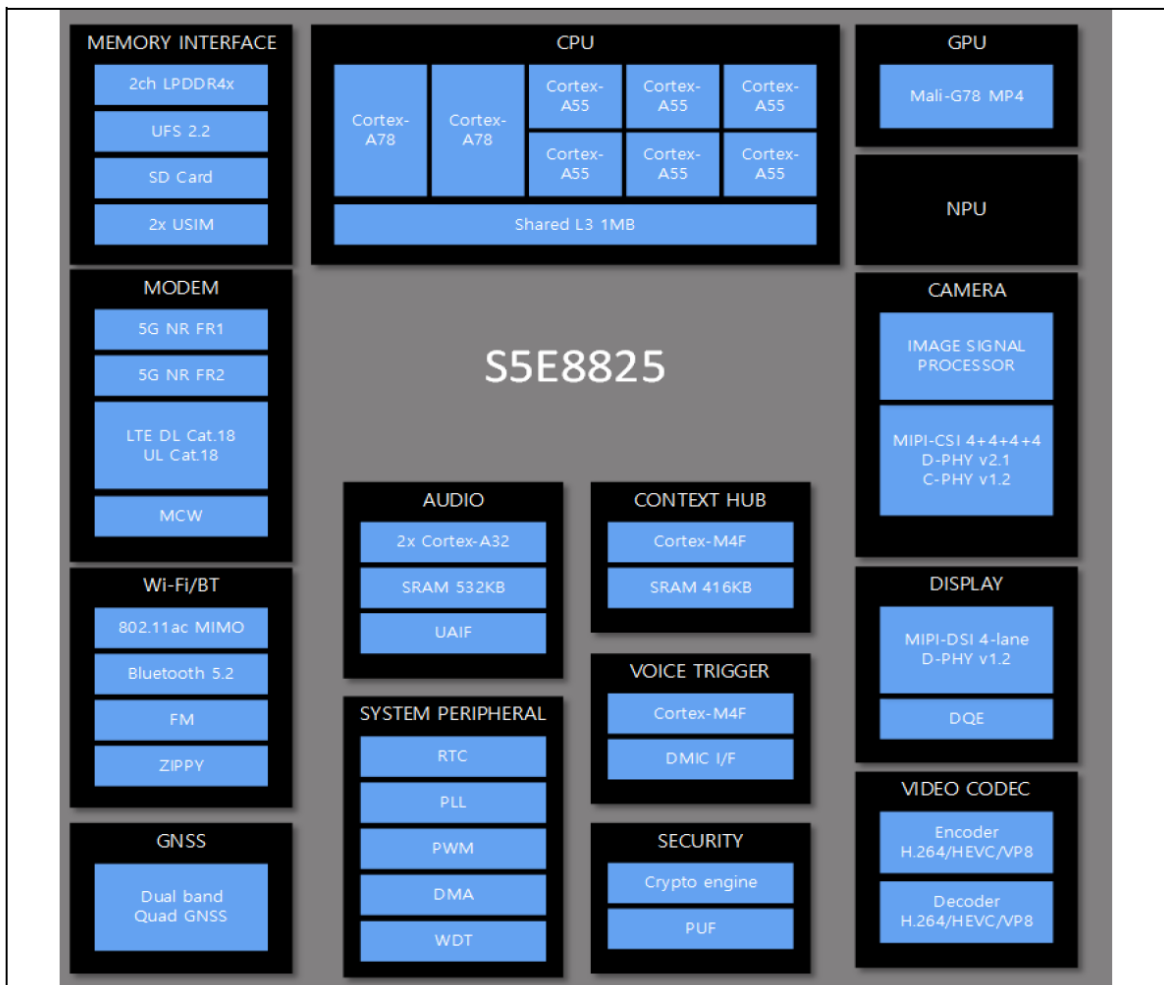 MEMORY INTERFACE
2ch LPDDR4x
UFS 2.2
SD Card
2x USIM
CPU
Cortex-
A78
Cortex-
A78
Cortex-
A55
Cortex-
A55
Cortex-
A55
Cortex-
A55
Cortex-
A55
Cortex-
A55
Shared L3 1MB
GPU
Mali-G78 MP4
NPU
MODEM
5G NR FR1
5G NR FR2
LTE DL Cat.18
UL Cat.18
MCW
S5E8825
CAMERA
IMAGE SIGNAL
PROCESSOR
MIPI-CSI 4+4+4+4
D-PHY v2.1
C-PHY v1.2
AUDIO
2x Cortex-A32
SRAM 532KB
UAIF
CONTEXT HUB
Cortex-M4F
SRAM 416KB
Wi-Fi/BT
802.11ac MIMO
Bluetooth 5.2
FM
ZIPPY
DISPLAY
MIPI-DSI 4-lane
D-PHY v1.2
DQE
SYSTEM PERIPHERAL
RTC
PLL
PWM
DMA
WDT
VOICE TRIGGER
Cortex-M4F
DMIC I/F
VIDEO CODEC
Encoder
H.264/HEVC/VP8
Decoder
H.264/HEVC/VP8
GNSS
Dual band
Quad GNSS
SECURITY
Crypto engine
PUF